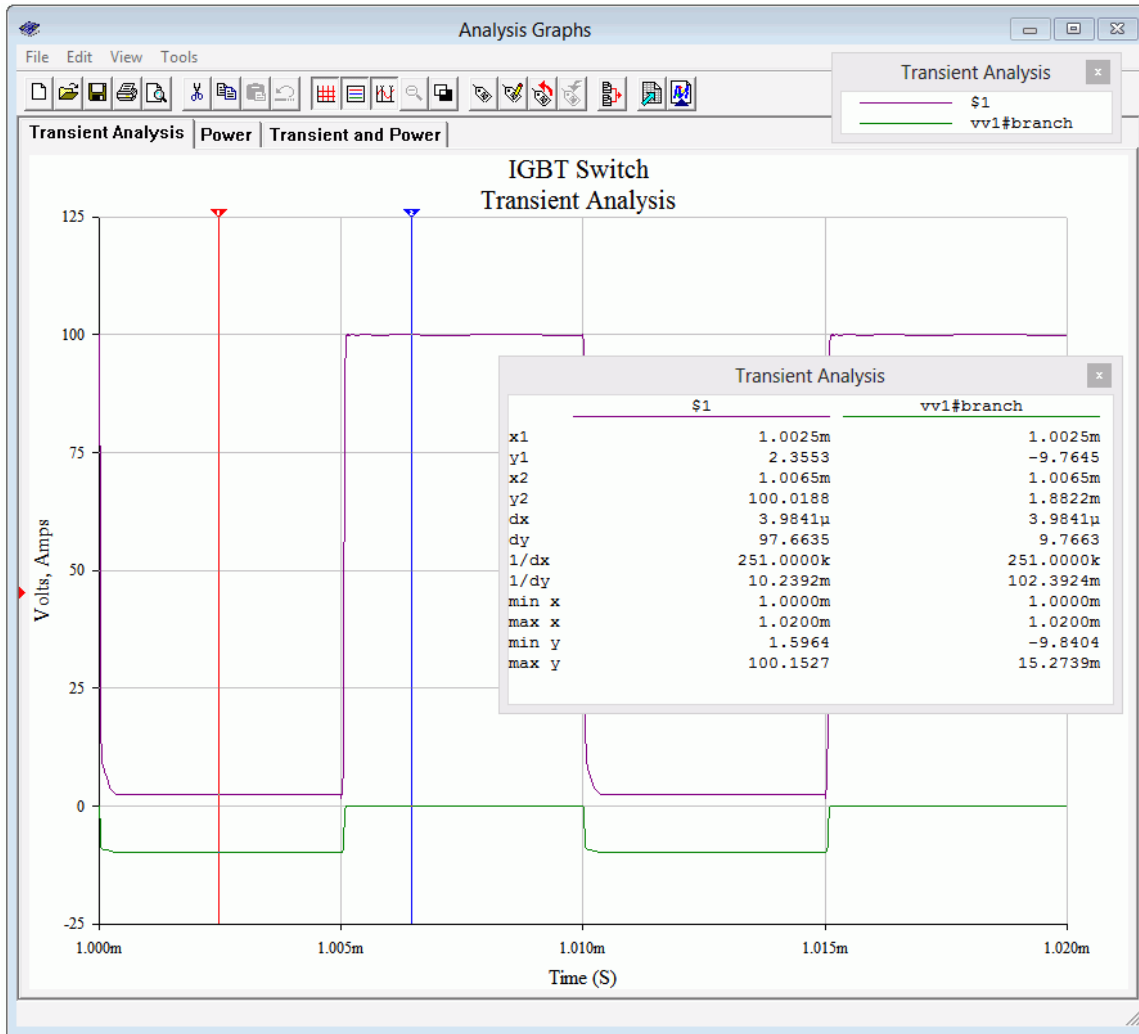 Analysis Graphs
File Edit View Tools
Transient Analysis
$1
vv1#branch
Transient Analysis Power Transient and Power
IGBT Switch
Transient Analysis
1
2
125
100
75
50
25
0
-25
Volts, Amps
1.000m 1.005m 1.010m 1.015m 1.020m
Time (S)
Transient Analysis
$1 vv1#branch
x1 1.0025m 1.0025m
y1 2.3553 -9.7645
x2 1.0065m 1.0065m
y2 100.0188 1.8822m
dx 3.9841µ 3.9841µ
dy 97.6635 9.7663
1/dx 251.0000k 251.0000k
1/dy 10.2392m 102.3924m
min x 1.0000m 1.0000m
max x 1.0200m 1.0200m
min y 1.5964 -9.8404
max y 100.1527 15.2739m